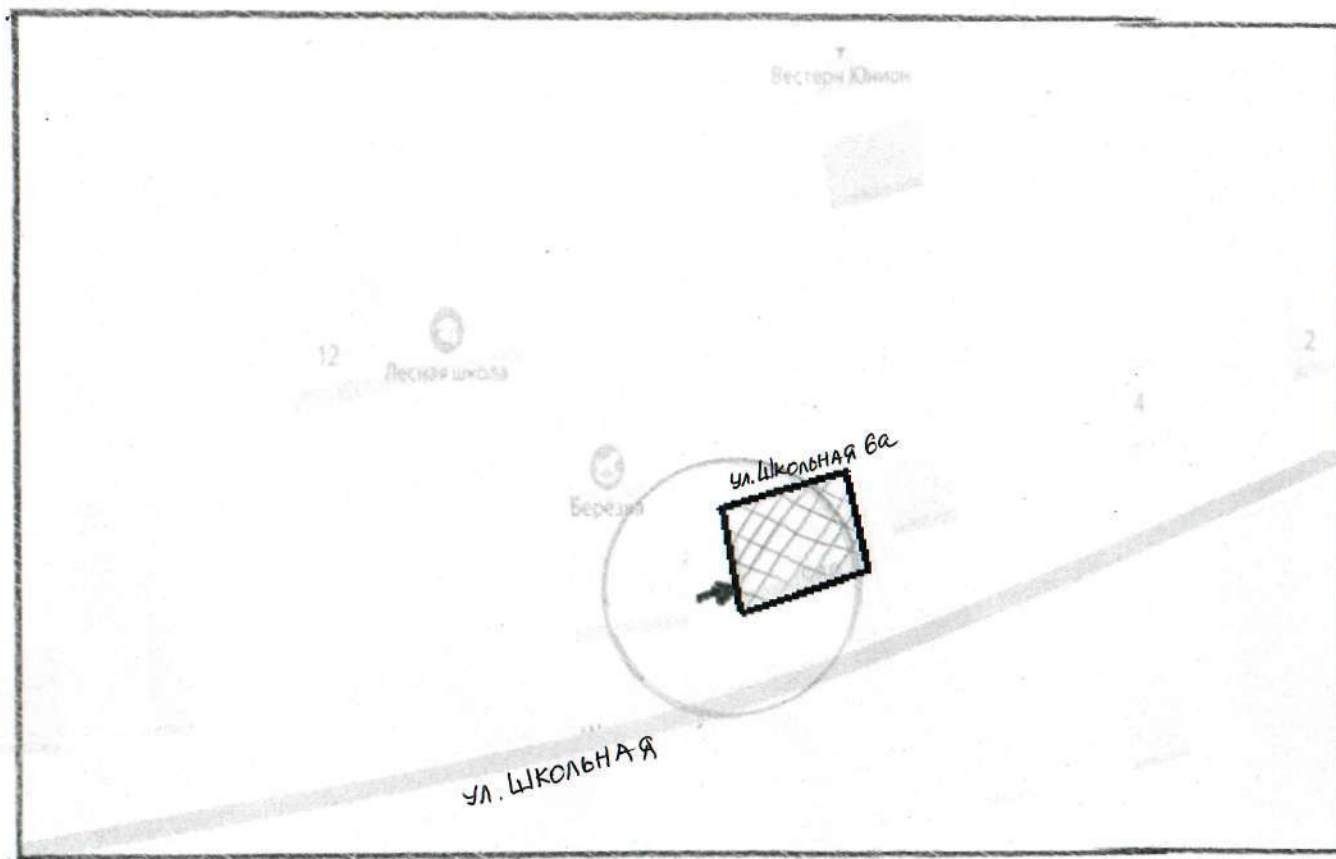 Вестерн Юнион
2
12
Лесная школа
4
ул. Школьная 6а
Березка
ул. Школьная